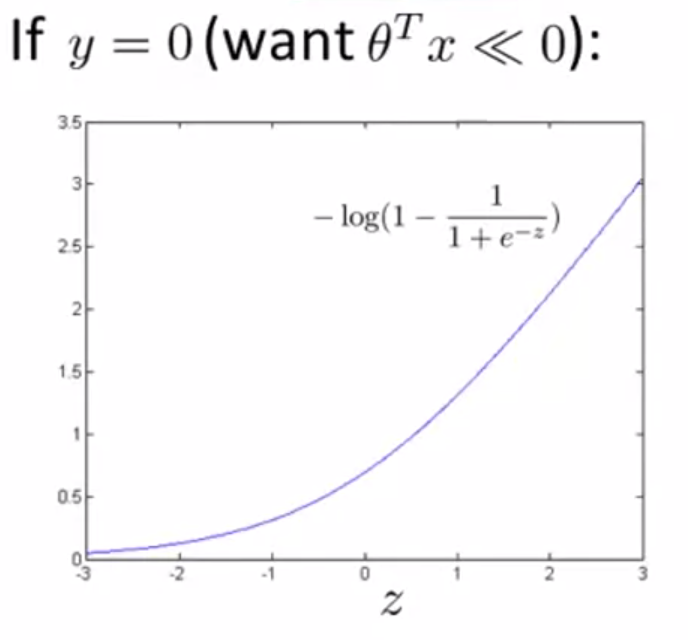 If y = 0 (want θᵀx ≪ 0):
3.5
3
− log(1 − 1/(1 + e⁻ᶻ))
2.5
2
1.5
1
0.5
0
-3 -2 -1 0 1 2 3
z